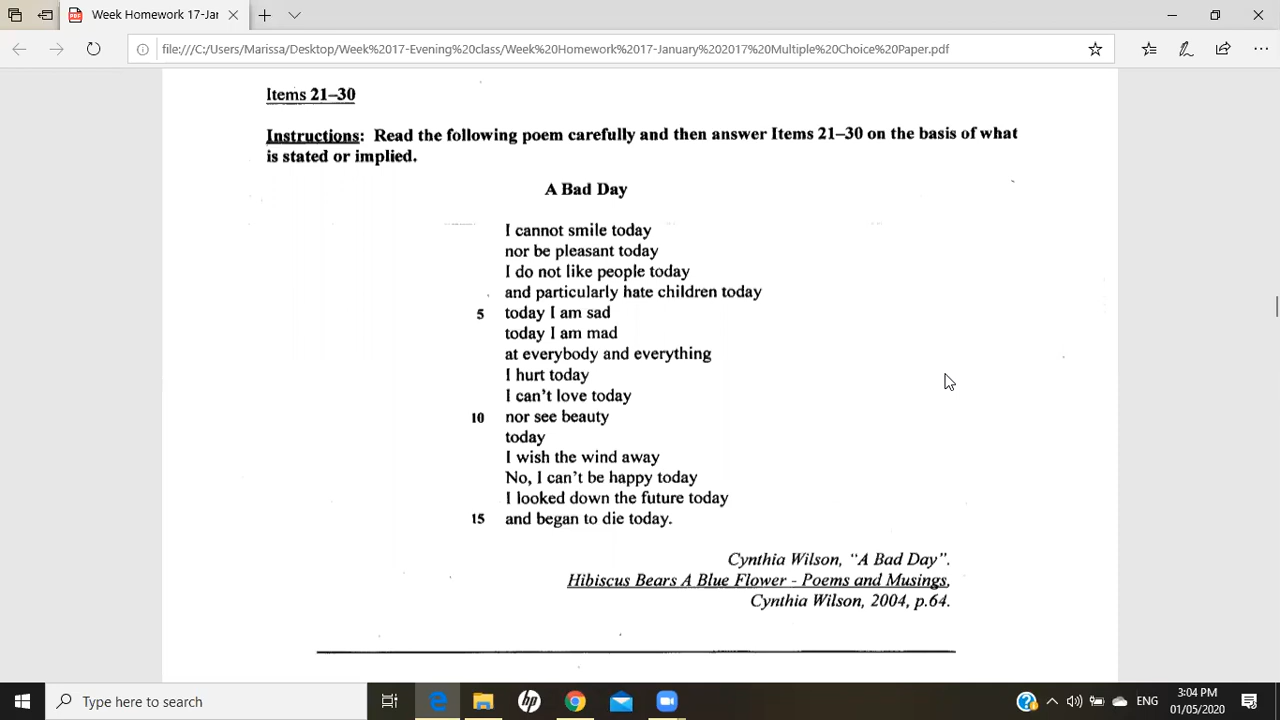 Week Homework 17-Jar
file:///C:/Users/Marissa/Desktop/Week%2017-Evening%20class/Week%20Homework%2017-January%202017%20Multiple%20Choice%20Paper.pdf
Items 21–30
Instructions: Read the following poem carefully and then answer Items 21–30 on the basis of what
is stated or implied.
A Bad Day
I cannot smile today
nor be pleasant today
I do not like people today
and particularly hate children today
5 today I am sad
today I am mad
at everybody and everything
I hurt today
I can't love today
10 nor see beauty
today
I wish the wind away
No, I can't be happy today
I looked down the future today
15 and began to die today.
Cynthia Wilson, "A Bad Day".
Hibiscus Bears A Blue Flower - Poems and Musings,
Cynthia Wilson, 2004, p.64.
Type here to search
ENG
3:04 PM
01/05/2020